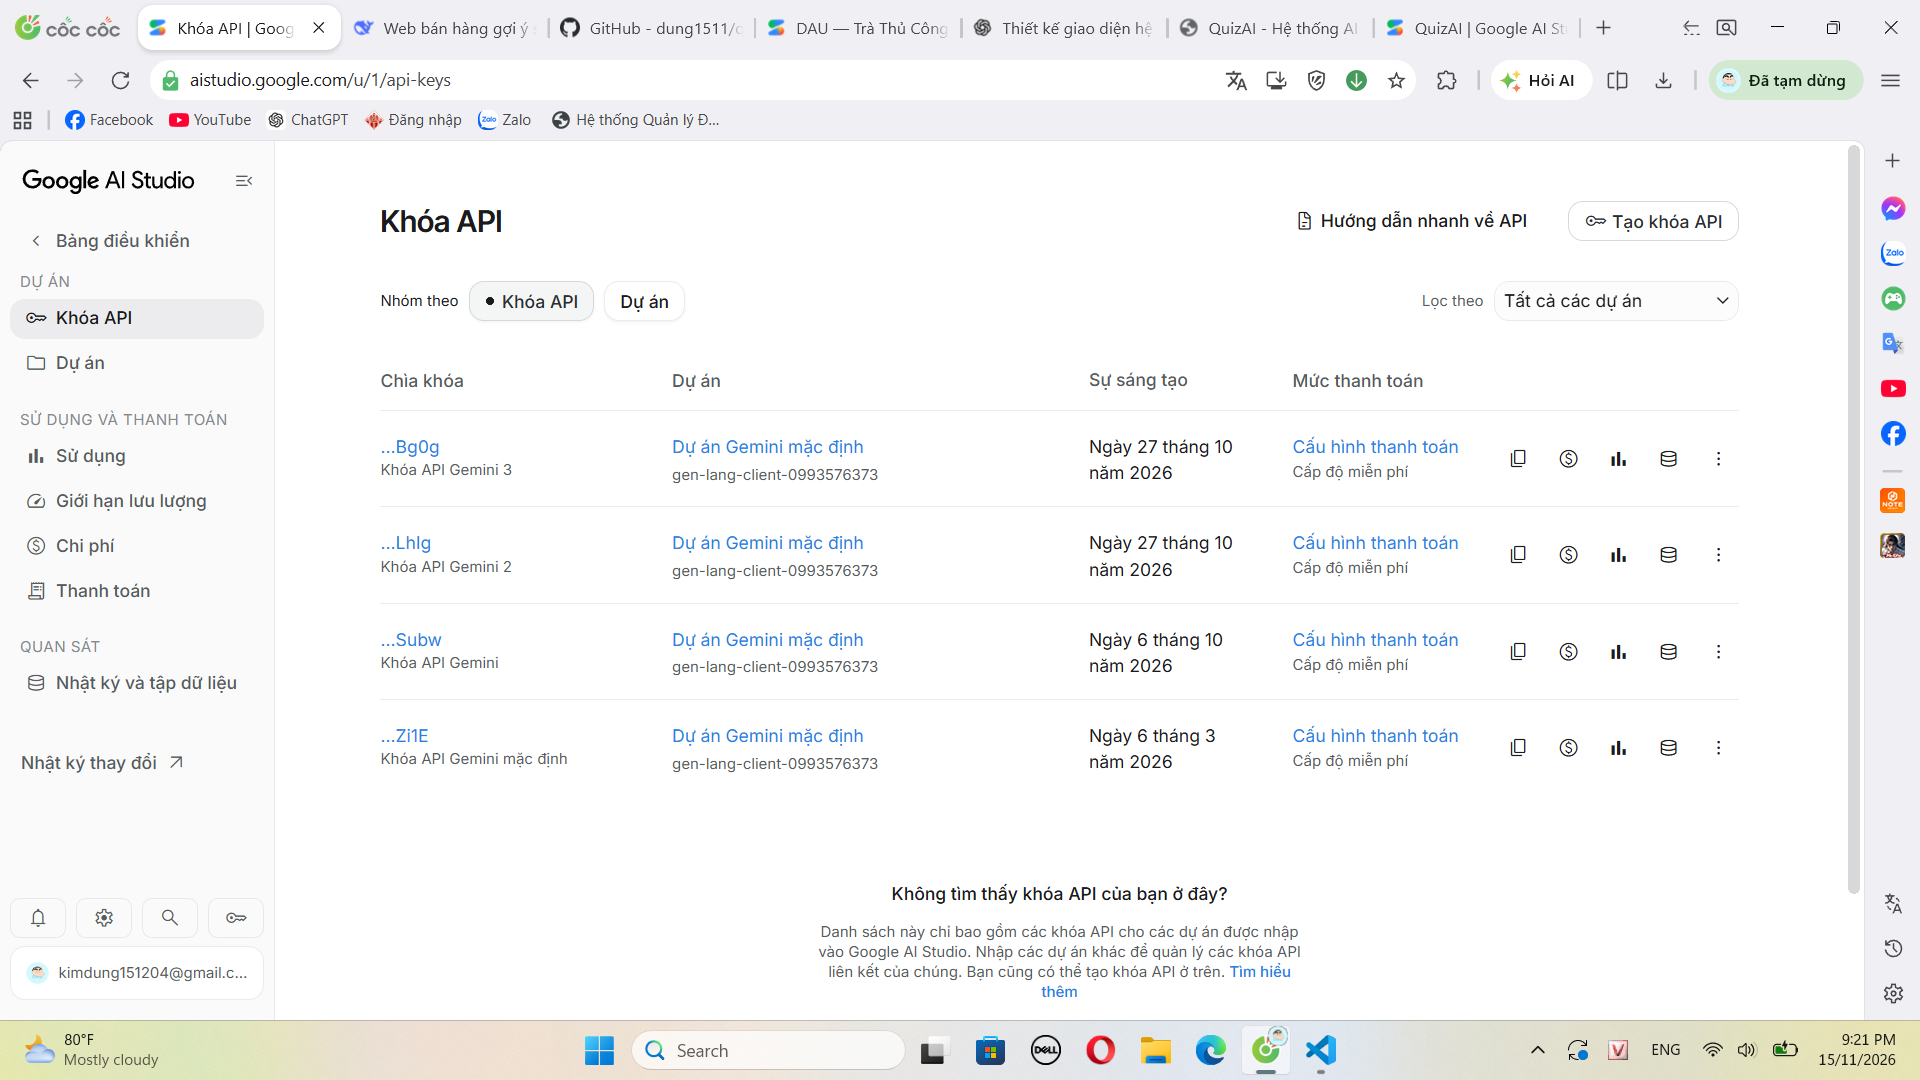 cốc cốc
Khóa API | Goog
Web bán hàng gợi ý s
GitHub - dung1511/q
DAU — Trà Thủ Công
Thiết kế giao diện hệ
QuizAI - Hệ thống AI
QuizAI | Google AI St
aistudio.google.com/u/1/api-keys
Hỏi AI
Đã tạm dừng
Facebook
YouTube
ChatGPT
Đăng nhập
Zalo
Hệ thống Quản lý Đ...
Google AI Studio
Bảng điều khiển
DỰ ÁN
Khóa API
Dự án
SỬ DỤNG VÀ THANH TOÁN
Sử dụng
Giới hạn lưu lượng
Chi phí
Thanh toán
QUAN SÁT
Nhật ký và tập dữ liệu
Nhật ký thay đổi
kimdung151204@gmail.c...
Khóa API
Hướng dẫn nhanh về API
Tạo khóa API
Nhóm theo
Khóa API
Dự án
Lọc theo
Tất cả các dự án
Chìa khóa
Dự án
Sự sáng tạo
Mức thanh toán
...Bg0g
Khóa API Gemini 3
Dự án Gemini mặc định
gen-lang-client-0993576373
Ngày 27 tháng 10
năm 2026
Cấu hình thanh toán
Cấp độ miễn phí
...LhIg
Khóa API Gemini 2
Dự án Gemini mặc định
gen-lang-client-0993576373
Ngày 27 tháng 10
năm 2026
Cấu hình thanh toán
Cấp độ miễn phí
...Subw
Khóa API Gemini
Dự án Gemini mặc định
gen-lang-client-0993576373
Ngày 6 tháng 10
năm 2026
Cấu hình thanh toán
Cấp độ miễn phí
...Zi1E
Khóa API Gemini mặc định
Dự án Gemini mặc định
gen-lang-client-0993576373
Ngày 6 tháng 3
năm 2026
Cấu hình thanh toán
Cấp độ miễn phí
Không tìm thấy khóa API của bạn ở đây?
Danh sách này chỉ bao gồm các khóa API cho các dự án được nhập
vào Google AI Studio. Nhập các dự án khác để quản lý các khóa API
liên kết của chúng. Bạn cũng có thể tạo khóa API ở trên. Tìm hiểu
thêm
80°F
Mostly cloudy
Search
DELL
ENG
9:21 PM
15/11/2026
Zalo
NOTE